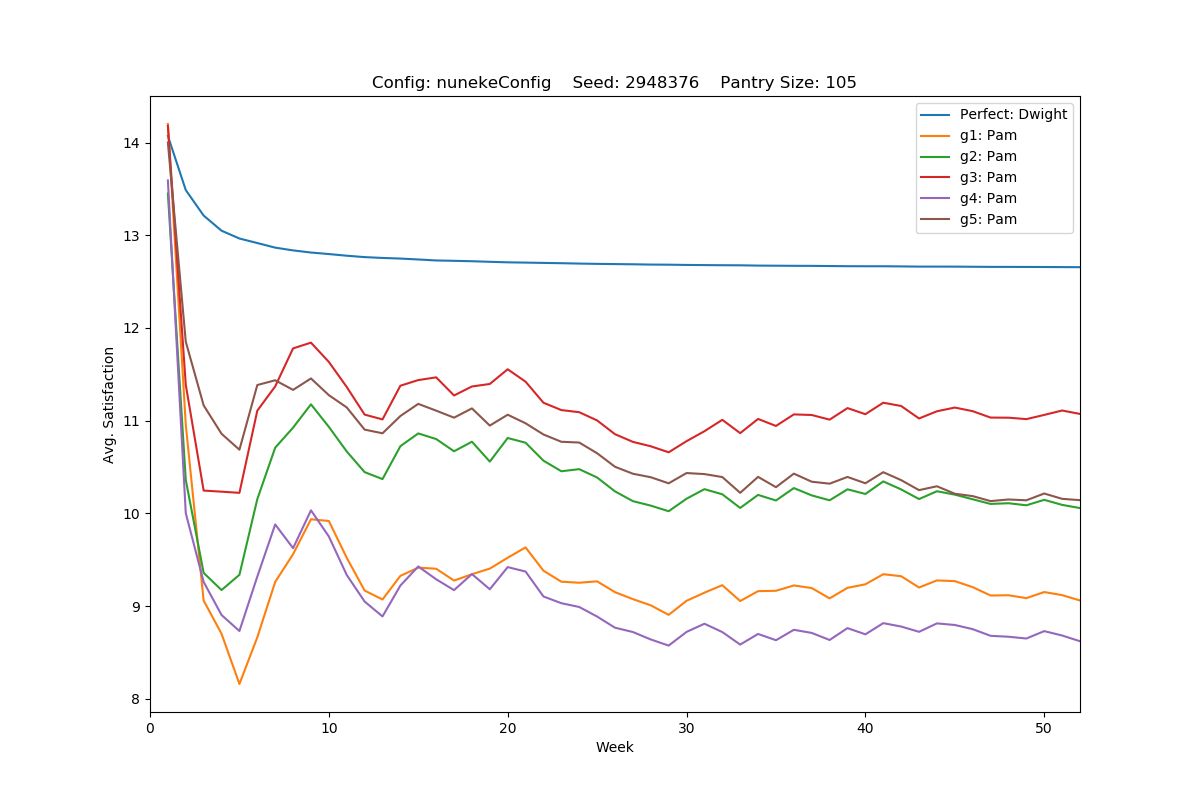 Config: nunekeConfig    Seed: 2948376    Pantry Size: 105
Perfect: Dwight
g1: Pam
g2: Pam
g3: Pam
g4: Pam
g5: Pam
Avg. Satisfaction
14
13
12
11
10
9
8
0 10 20 30 40 50
Week